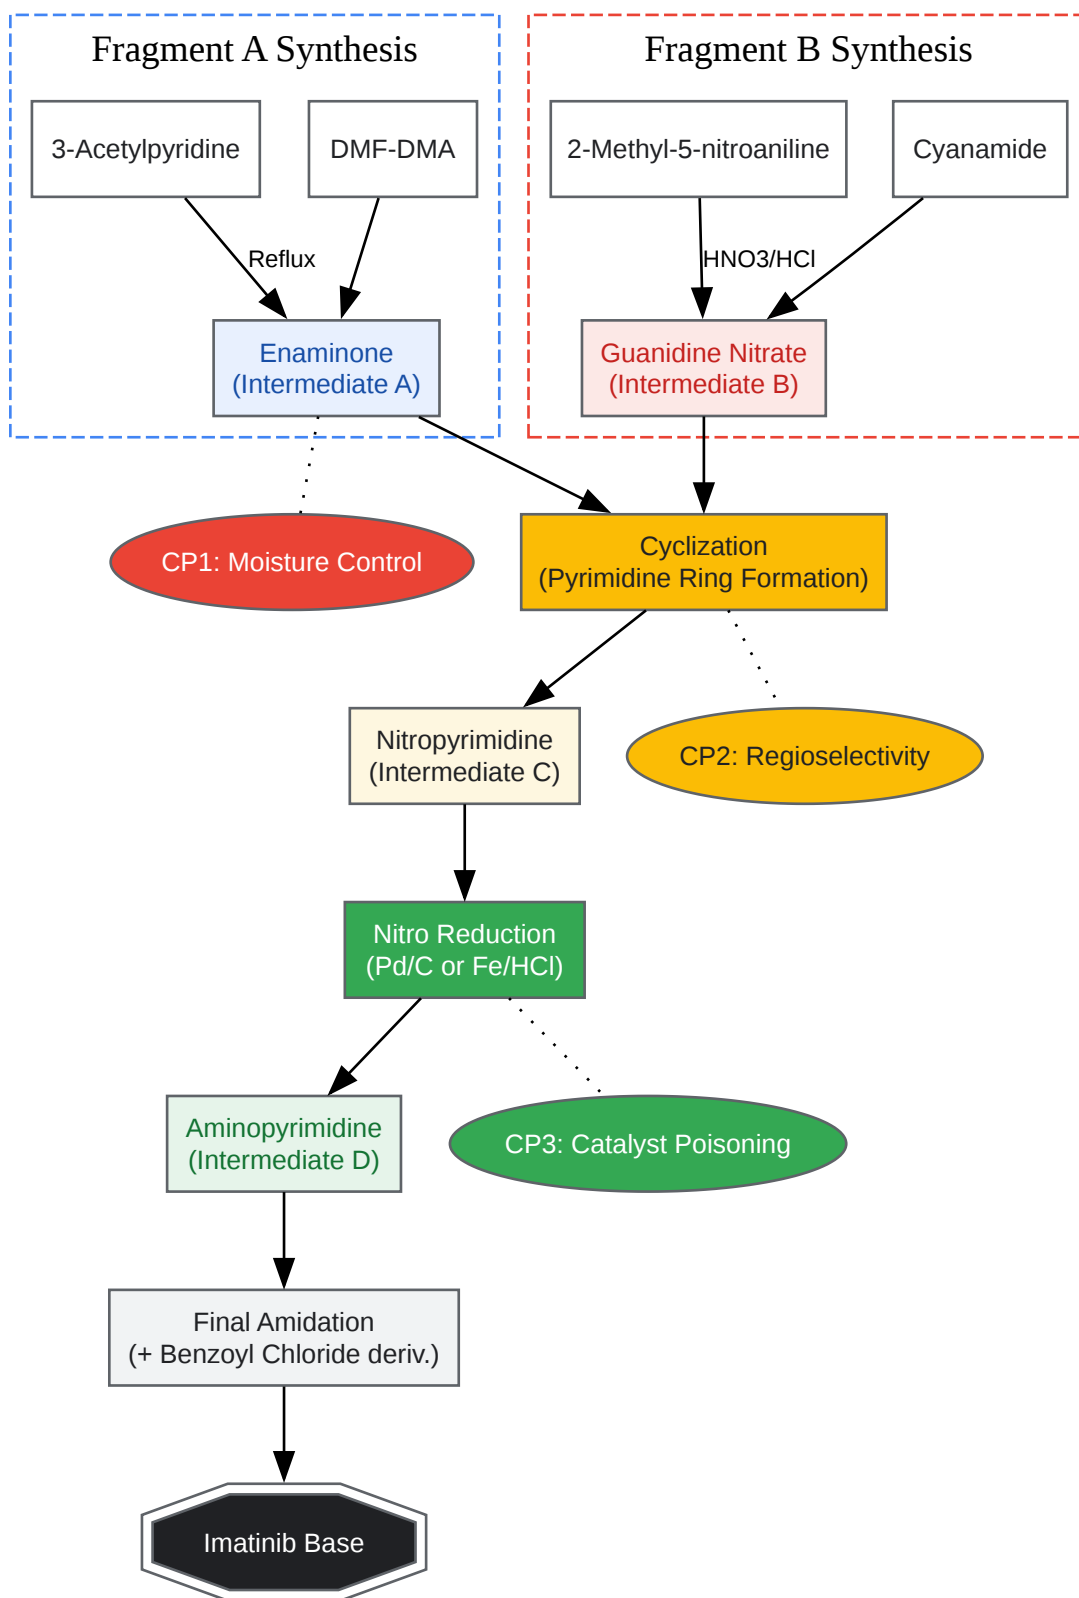 Fragment A Synthesis
Fragment B Synthesis
3-Acetylpyridine
DMF-DMA
2-Methyl-5-nitroaniline
Cyanamide
Reflux
HNO3/HCl
Enaminone
(Intermediate A)
Guanidine Nitrate
(Intermediate B)
CP1: Moisture Control
Cyclization
(Pyrimidine Ring Formation)
Nitropyrimidine
(Intermediate C)
CP2: Regioselectivity
Nitro Reduction
(Pd/C or Fe/HCl)
Aminopyrimidine
(Intermediate D)
CP3: Catalyst Poisoning
Final Amidation
(+ Benzoyl Chloride deriv.)
Imatinib Base